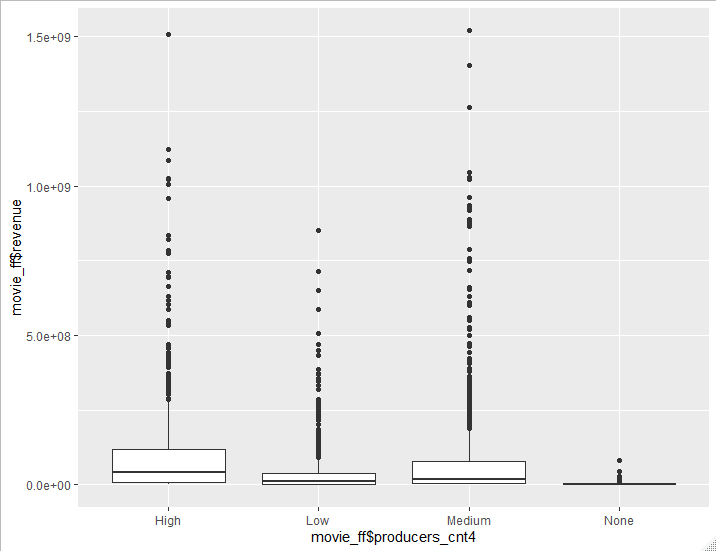 1.5e+09
1.0e+09
5.0e+08
0.0e+00
movie_ff$revenue
High Low Medium None
movie_ff$producers_cnt4